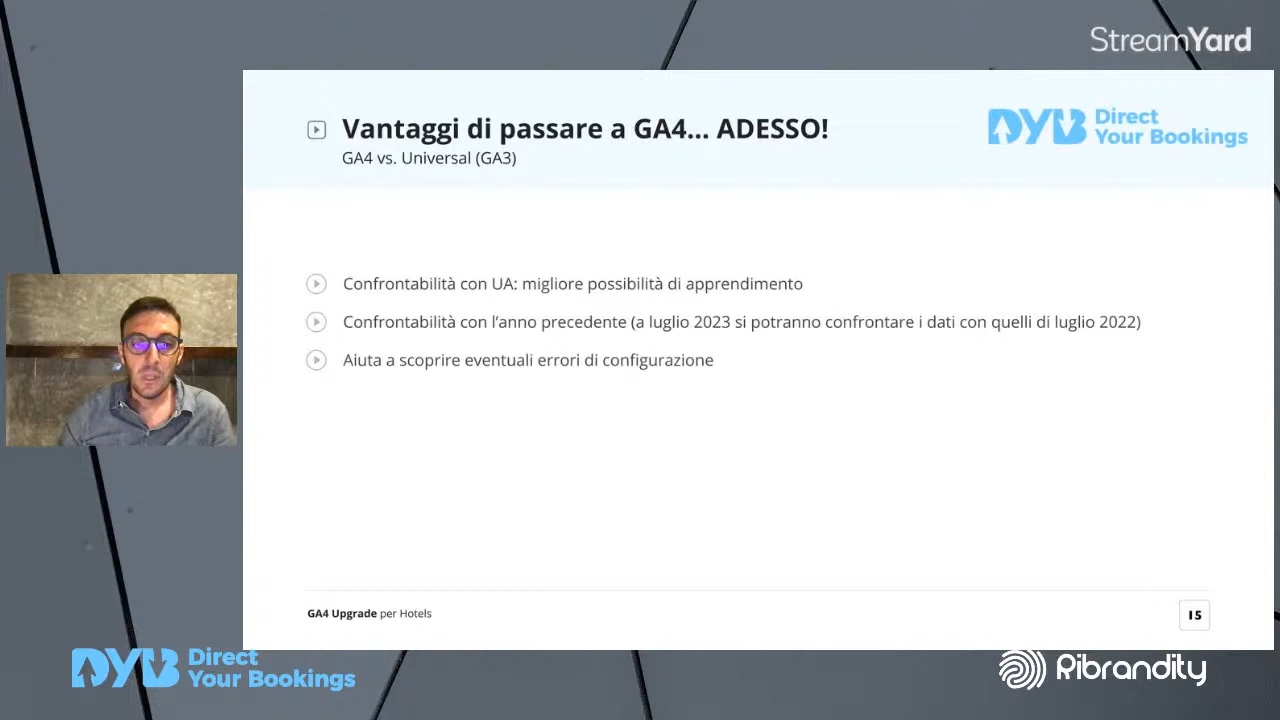 StreamYard
Vantaggi di passare a GA4... ADESSO!
GA4 vs. Universal (GA3)
DYB Direct
Your Bookings
Confrontabilità con UA: migliore possibilità di apprendimento
Confrontabilità con l’anno precedente (a luglio 2023 si potranno confrontare i dati con quelli di luglio 2022)
Aiuta a scoprire eventuali errori di configurazione
GA4 Upgrade per Hotels
15
DYB Direct
Your Bookings
Ribrandity